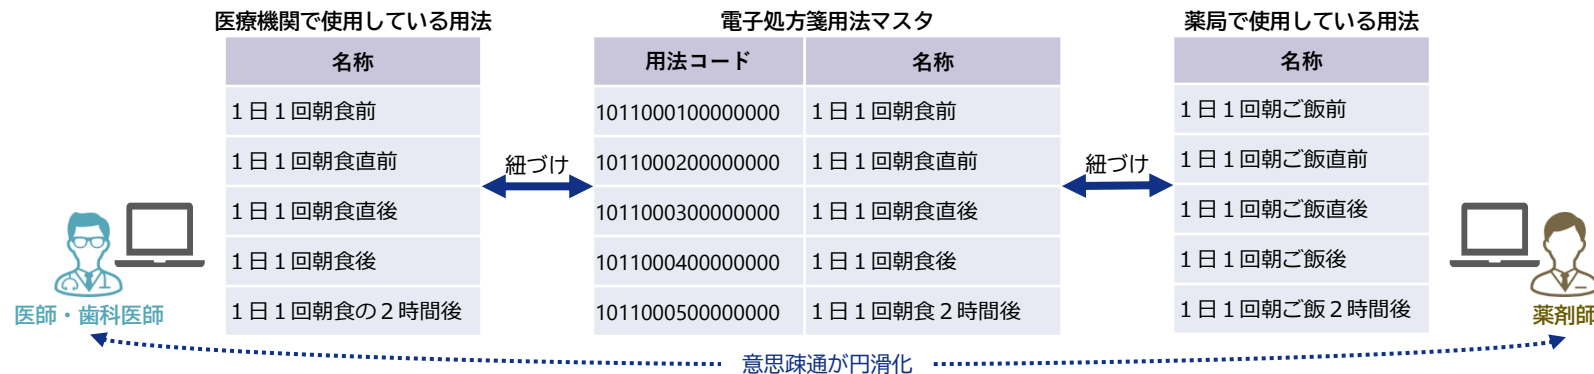 医療機関で使用している用法
電子処方箋用法マスタ
薬局で使用している用法
名称
用法コード 名称
名称
１日１回朝食前
1011000100000000 １日１回朝食前
１日１回朝ご飯前
１日１回朝食直前
1011000200000000 １日１回朝食直前
１日１回朝ご飯直前
紐づけ
紐づけ
１日１回朝食直後
1011000300000000 １日１回朝食直後
１日１回朝ご飯直後
１日１回朝食後
1011000400000000 １日１回朝食後
１日１回朝ご飯後
１日１回朝食の２時間後
1011000500000000 １日１回朝食２時間後
１日１回朝ご飯２時間後
医師・歯科医師
薬剤師
意思疎通が円滑化